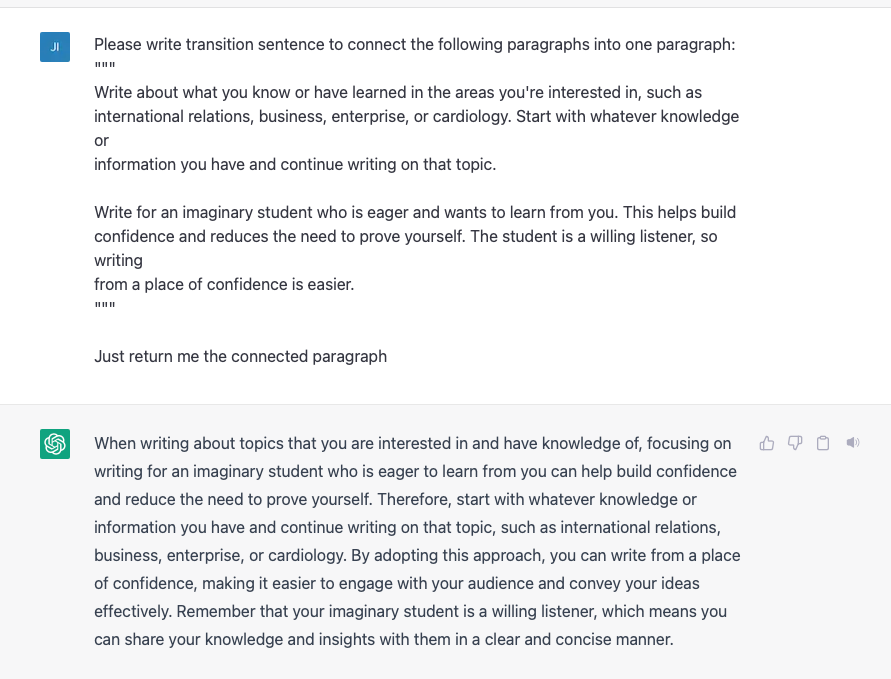 JI
Please write transition sentence to connect the following paragraphs into one paragraph:
"""
Write about what you know or have learned in the areas you're interested in, such as
international relations, business, enterprise, or cardiology. Start with whatever knowledge
or
information you have and continue writing on that topic.
Write for an imaginary student who is eager and wants to learn from you. This helps build
confidence and reduces the need to prove yourself. The student is a willing listener, so
writing
from a place of confidence is easier.
"""
Just return me the connected paragraph
When writing about topics that you are interested in and have knowledge of, focusing on
writing for an imaginary student who is eager to learn from you can help build confidence
and reduce the need to prove yourself. Therefore, start with whatever knowledge or
information you have and continue writing on that topic, such as international relations,
business, enterprise, or cardiology. By adopting this approach, you can write from a place
of confidence, making it easier to engage with your audience and convey your ideas
effectively. Remember that your imaginary student is a willing listener, which means you
can share your knowledge and insights with them in a clear and concise manner.